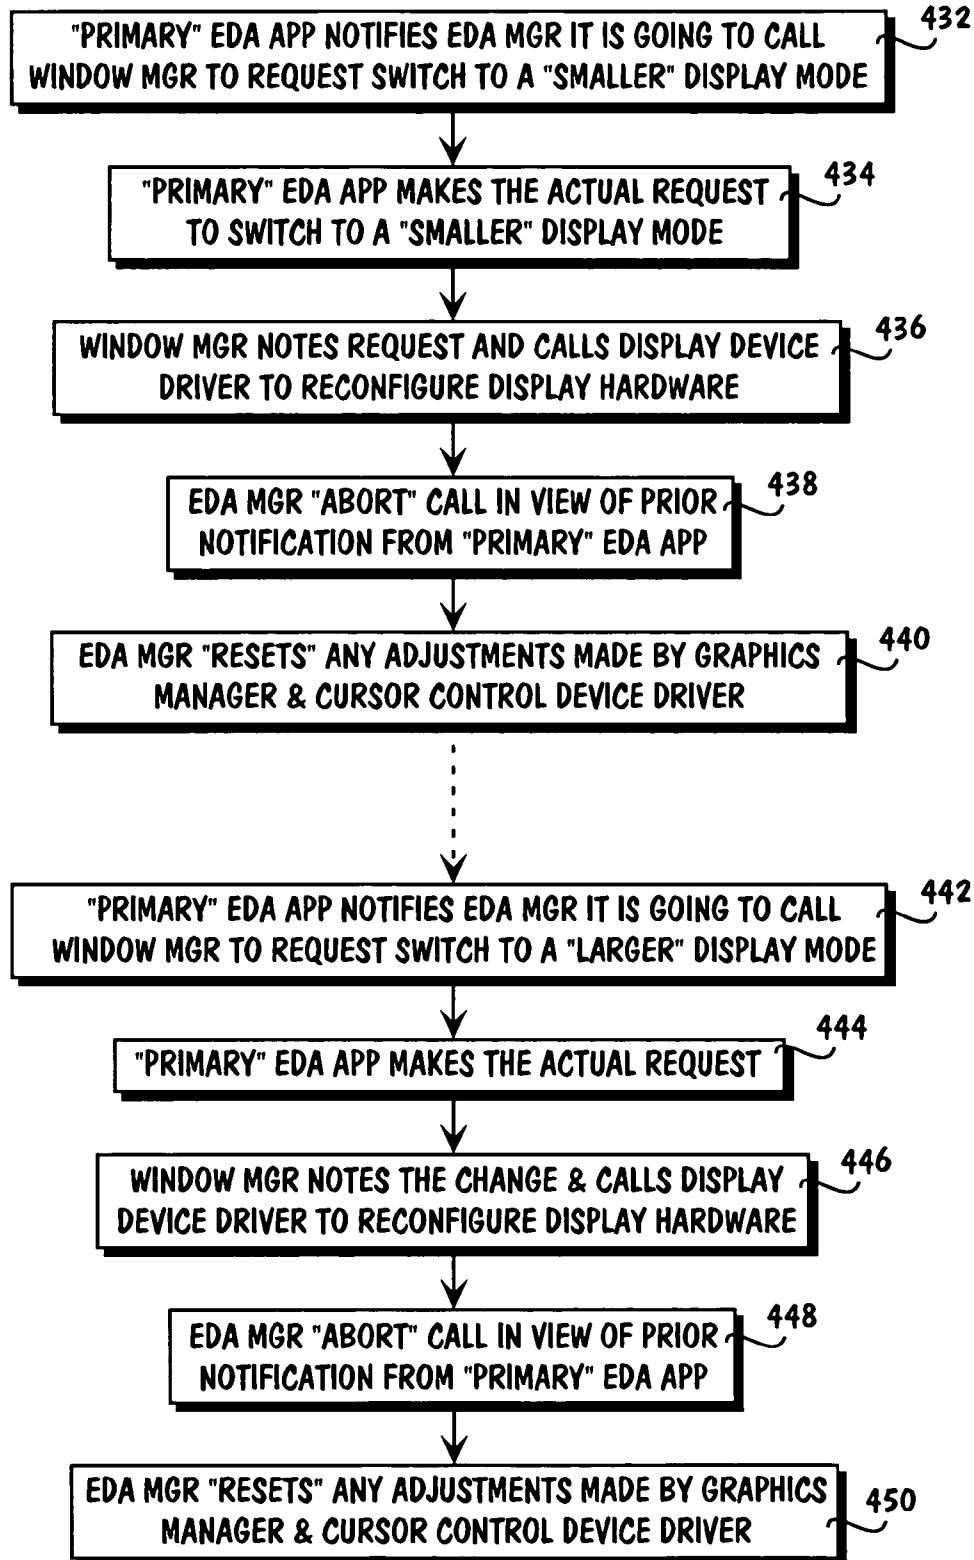 "PRIMARY" EDA APP NOTIFIES EDA MGR IT IS GOING TO CALL
WINDOW MGR TO REQUEST SWITCH TO A "SMALLER" DISPLAY MODE
432
"PRIMARY" EDA APP MAKES THE ACTUAL REQUEST
TO SWITCH TO A "SMALLER" DISPLAY MODE
434
WINDOW MGR NOTES REQUEST AND CALLS DISPLAY DEVICE
DRIVER TO RECONFIGURE DISPLAY HARDWARE
436
EDA MGR "ABORT" CALL IN VIEW OF PRIOR
NOTIFICATION FROM "PRIMARY" EDA APP
438
EDA MGR "RESETS" ANY ADJUSTMENTS MADE BY GRAPHICS
MANAGER & CURSOR CONTROL DEVICE DRIVER
440
"PRIMARY" EDA APP NOTIFIES EDA MGR IT IS GOING TO CALL
WINDOW MGR TO REQUEST SWITCH TO A "LARGER" DISPLAY MODE
442
"PRIMARY" EDA APP MAKES THE ACTUAL REQUEST
444
WINDOW MGR NOTES THE CHANGE & CALLS DISPLAY
DEVICE DRIVER TO RECONFIGURE DISPLAY HARDWARE
446
EDA MGR "ABORT" CALL IN VIEW OF PRIOR
NOTIFICATION FROM "PRIMARY" EDA APP
448
EDA MGR "RESETS" ANY ADJUSTMENTS MADE BY GRAPHICS
MANAGER & CURSOR CONTROL DEVICE DRIVER
450